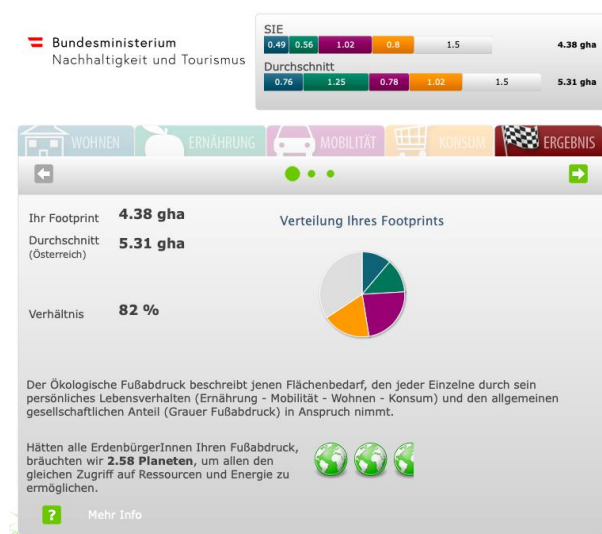 Bundesministerium
Nachhaltigkeit und Tourismus
SIE
0.49 0.56 1.02 0.8 1.5 4.38 gha
Durchschnitt
0.76 1.25 0.78 1.02 1.5 5.31 gha
WOHNEN ERNÄHRUNG MOBILITÄT KONSUM ERGEBNIS
Ihr Footprint 4.38 gha
Durchschnitt 5.31 gha
(Österreich)
Verhältnis 82 %
Verteilung Ihres Footprints
Der Ökologische Fußabdruck beschreibt jenen Flächenbedarf, den jeder Einzelne durch sein
persönliches Lebensverhalten (Ernährung - Mobilität - Wohnen - Konsum) und den allgemeinen
gesellschaftlichen Anteil (Grauer Fußabdruck) in Anspruch nimmt.
Hätten alle ErdenbürgerInnen Ihren Fußabdruck,
bräuchten wir 2.58 Planeten, um allen den
gleichen Zugriff auf Ressourcen und Energie zu
ermöglichen.
? Mehr Info